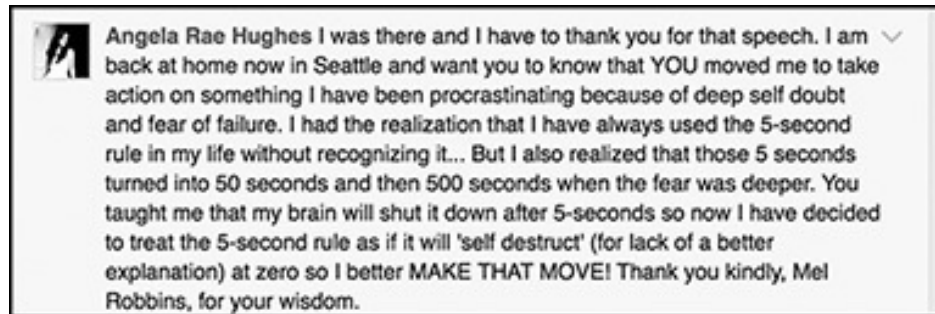 Angela Rae Hughes I was there and I have to thank you for that speech. I am
back at home now in Seattle and want you to know that YOU moved me to take
action on something I have been procrastinating because of deep self doubt
and fear of failure. I had the realization that I have always used the 5-second
rule in my life without recognizing it... But I also realized that those 5 seconds
turned into 50 seconds and then 500 seconds when the fear was deeper. You
taught me that my brain will shut it down after 5-seconds so now I have decided
to treat the 5-second rule as if it will 'self destruct' (for lack of a better
explanation) at zero so I better MAKE THAT MOVE! Thank you kindly, Mel
Robbins, for your wisdom.